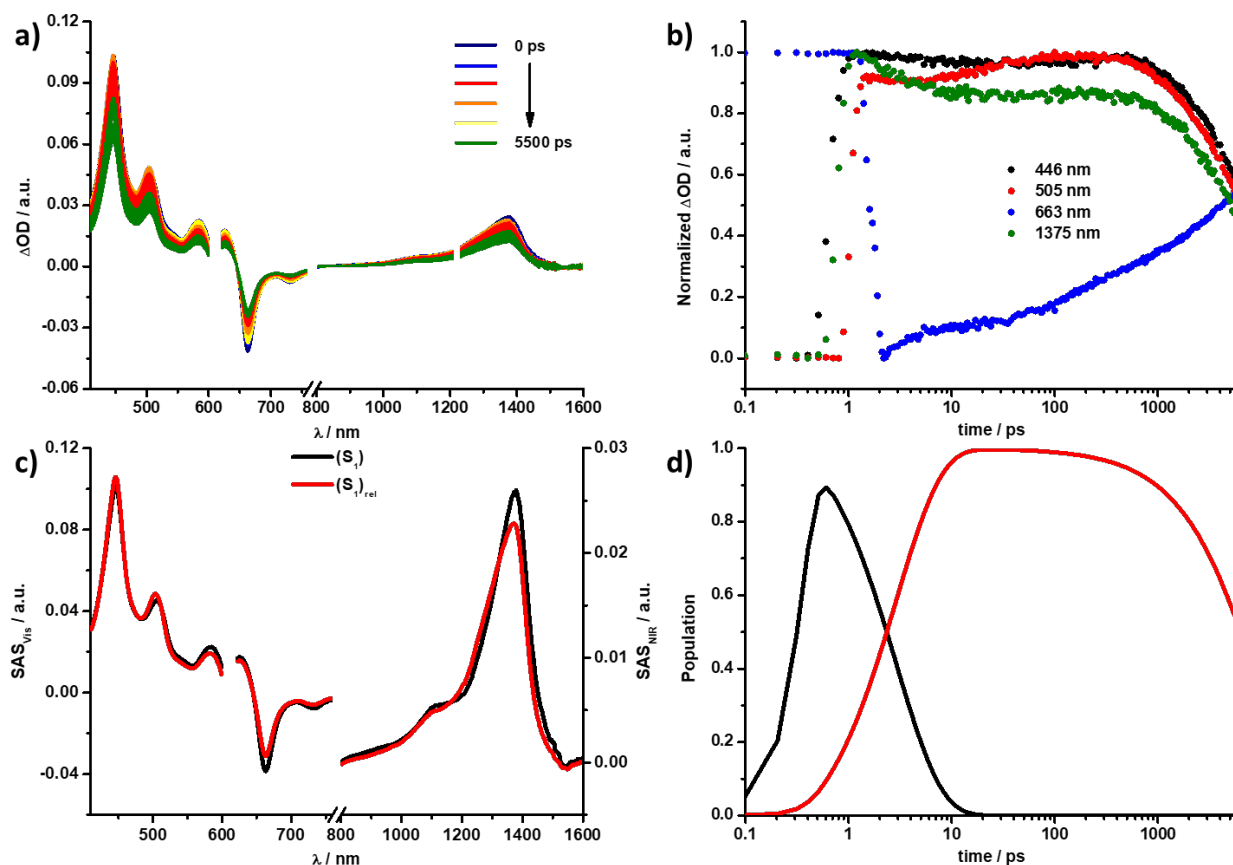 a)
0.12
0.09
0.06
0.03
0.00
-0.03
-0.06
ΔOD / a.u.
0 ps
5500 ps
500 600 700 800 1000 1200 1400 1600
λ / nm
b)
1.0
0.8
0.6
0.4
0.2
0.0
Normalized ΔOD / a.u.
446 nm
505 nm
663 nm
1375 nm
0.1 1 10 100 1000
time / ps
c)
0.12
0.08
0.04
0.00
-0.04
SAS_Vis / a.u.
(S_1)
(S_1)_rel
0.03
0.02
0.01
0.00
SAS_NIR / a.u.
500 600 700 800 1000 1200 1400 1600
λ / nm
d)
1.0
0.8
0.6
0.4
0.2
0.0
Population
0.1 1 10 100 1000
time / ps